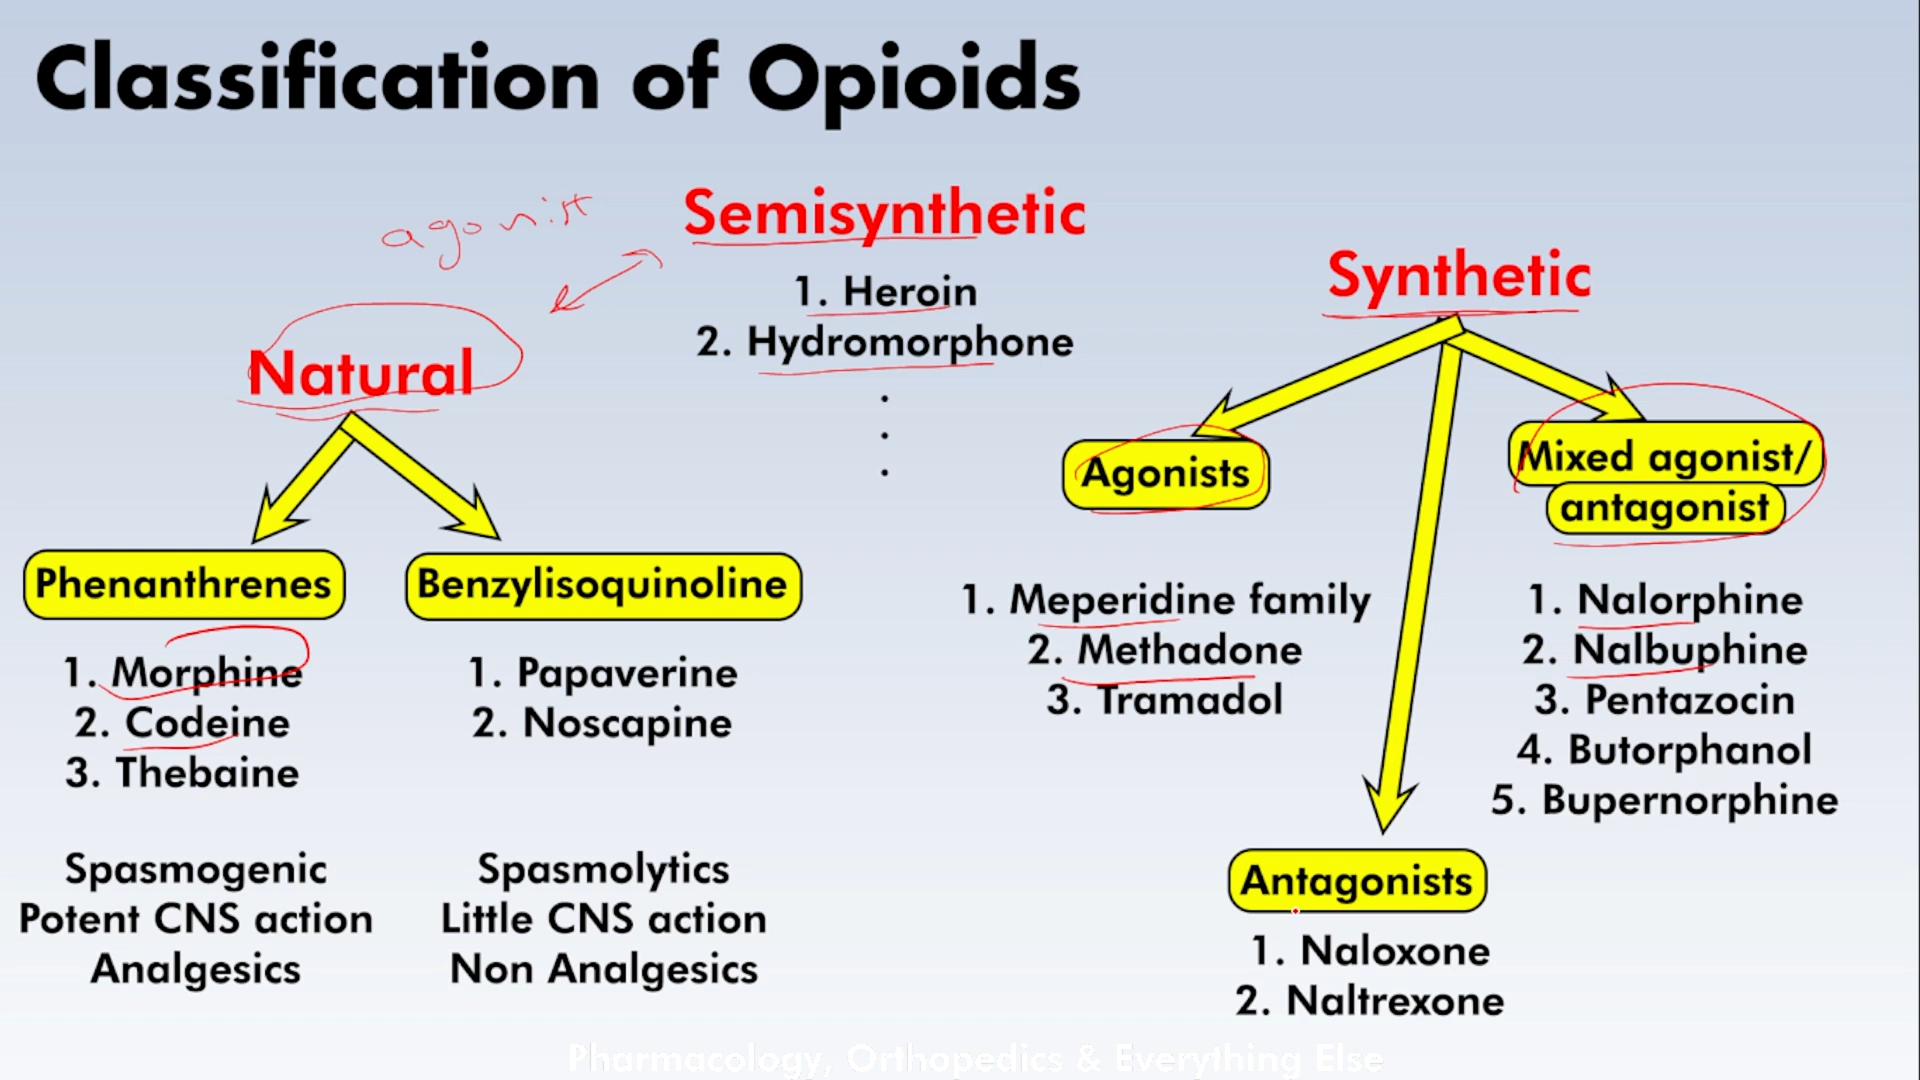 Classification of Opioids
agonist
Semisynthetic
1. Heroin
2. Hydromorphone
Natural
Phenanthrenes
1. Morphine
2. Codeine
3. Thebaine
Spasmogenic
Potent CNS action
Analgesics
Benzylisoquinoline
1. Papaverine
2. Noscapine
Spasmolytics
Little CNS action
Non Analgesics
Synthetic
Agonists
1. Meperidine family
2. Methadone
3. Tramadol
Mixed agonist/
antagonist
1. Nalorphine
2. Nalbuphine
3. Pentazocin
4. Butorphanol
5. Bupernorphine
Antagonists
1. Naloxone
2. Naltrexone
Pharmacology, Orthopedics & Everything Else